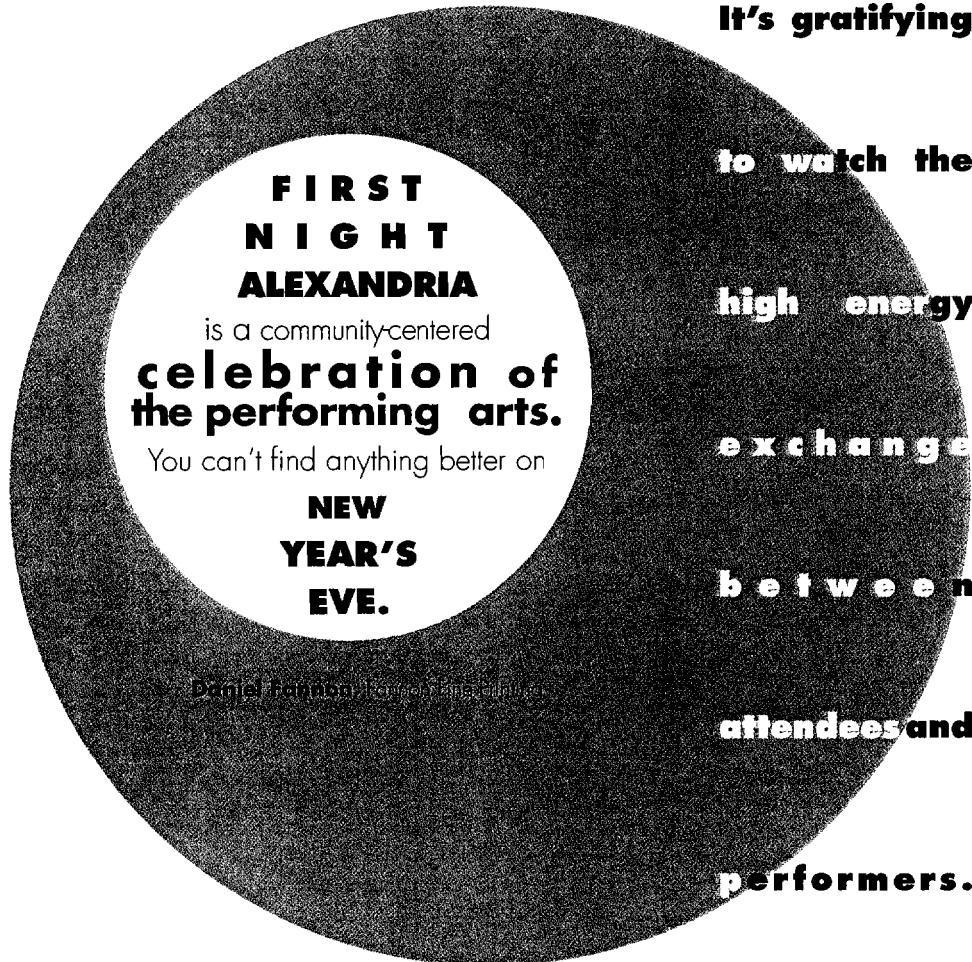 FIRST
NIGHT
ALEXANDRIA
is a community-centered
celebration of
the performing arts.
You can't find anything better on
NEW
YEAR'S
EVE.
Daniel
It's gratifying
to watch the
high energy
exchange
between
attendees and
performers.